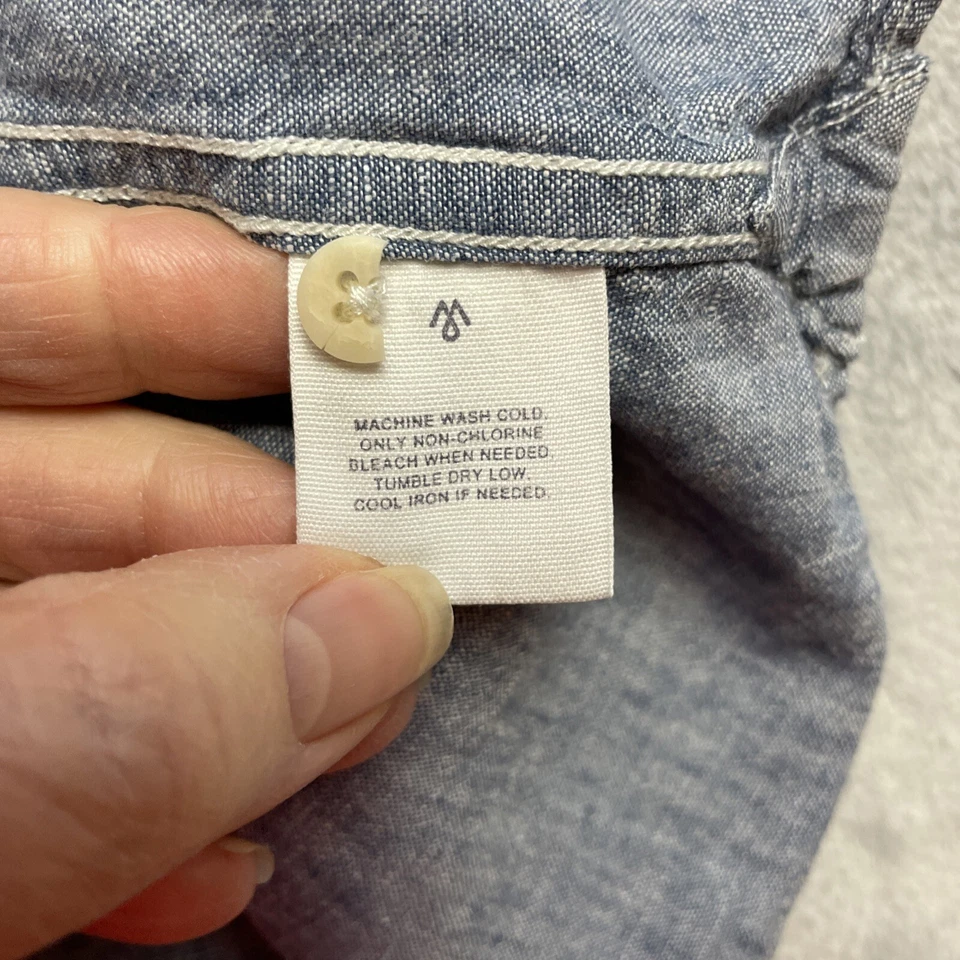 MACHINE WASH COLD.
ONLY NON-CHLORINE
BLEACH WHEN NEEDED.
TUMBLE DRY LOW.
COOL IRON IF NEEDED.